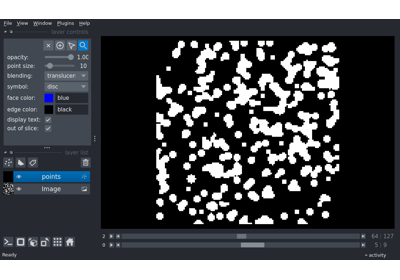 File View Window Plugins Help
layer controls
opacity: 1.00
point size: 10
blending: translucen
symbol: disc
face color: blue
edge color: black
display text:
out of slice:
layer list
points
Image
2 64 127
0 5 9
Ready activity